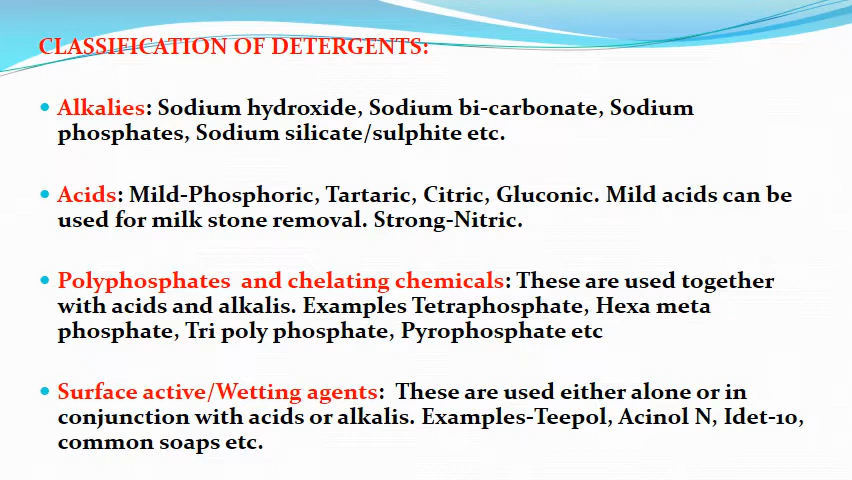 CLASSIFICATION OF DETERGENTS:
• Alkalies: Sodium hydroxide, Sodium bi-carbonate, Sodium
phosphates, Sodium silicate/sulphite etc.
• Acids: Mild-Phosphoric, Tartaric, Citric, Gluconic. Mild acids can be
used for milk stone removal. Strong-Nitric.
• Polyphosphates and chelating chemicals: These are used together
with acids and alkalis. Examples Tetraphosphate, Hexa meta
phosphate, Tri poly phosphate, Pyrophosphate etc
• Surface active/Wetting agents: These are used either alone or in
conjunction with acids or alkalis. Examples-Teepol, Acinol N, Idet-10,
common soaps etc.